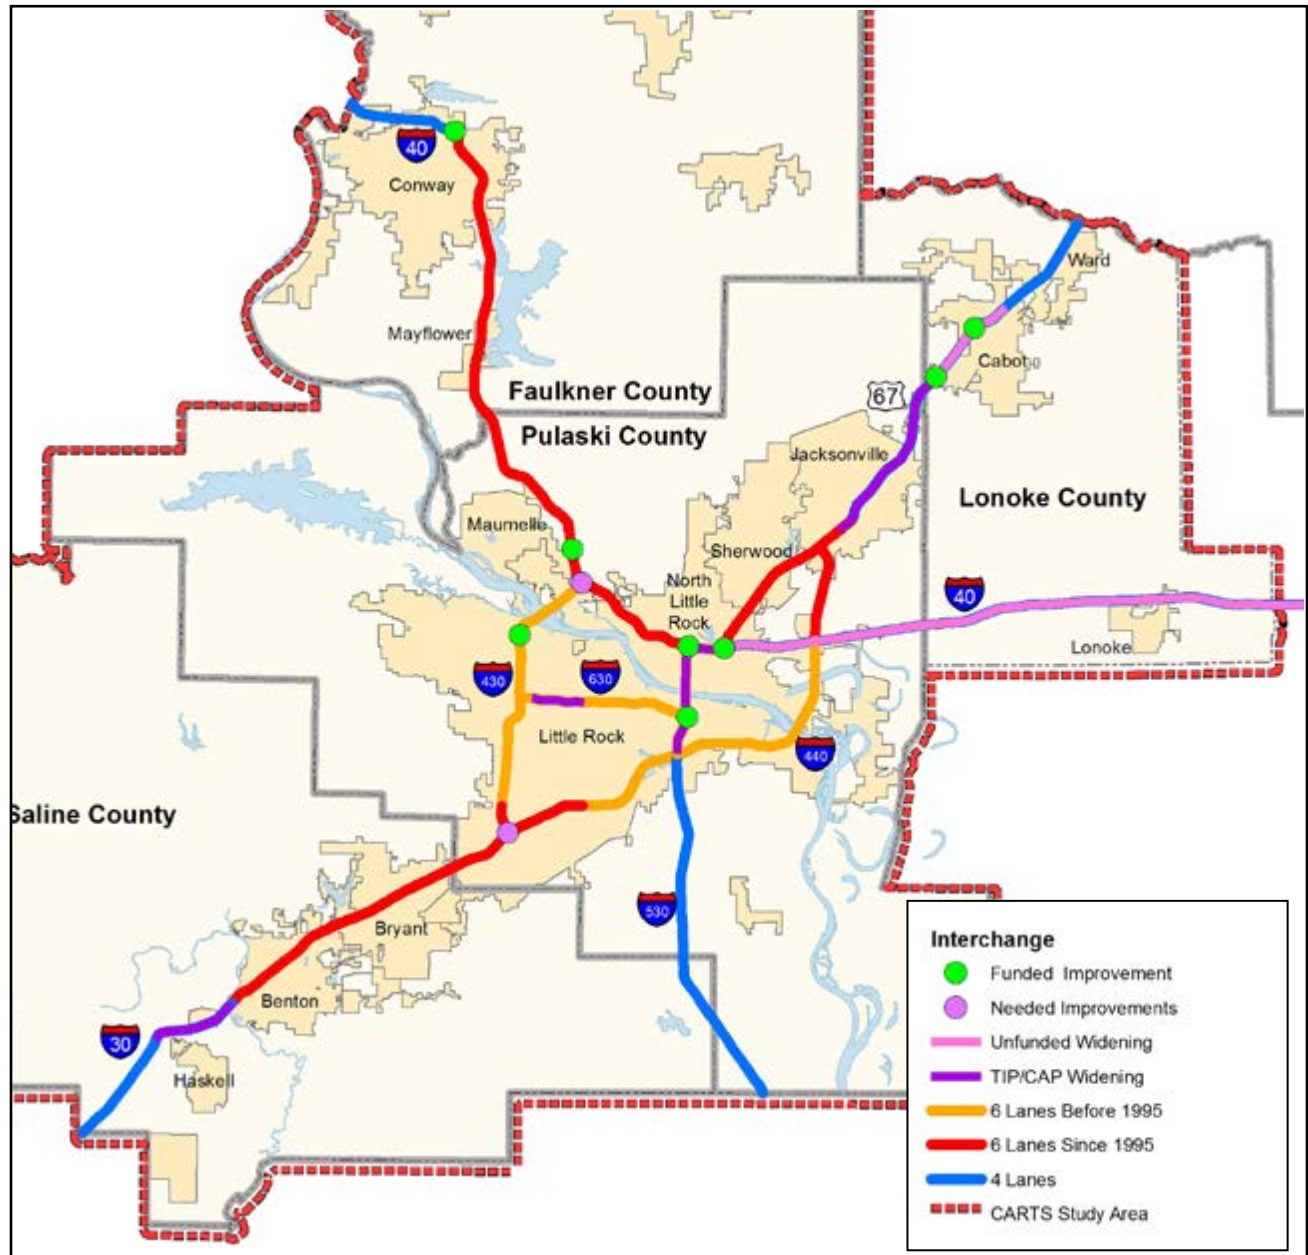 40
Conway
Ward
Mayflower
Cabot
Faulkner County
67
Pulaski County
Jacksonville
Lonoke County
Maumelle
Sherwood
North
Little
Rock
40
Lonoke
430
630
Little Rock
440
Saline County
530
Bryant
Benton
30
Haskell
Interchange
Funded Improvement
Needed Improvements
Unfunded Widening
TIP/CAP Widening
6 Lanes Before 1995
6 Lanes Since 1995
4 Lanes
CARTS Study Area